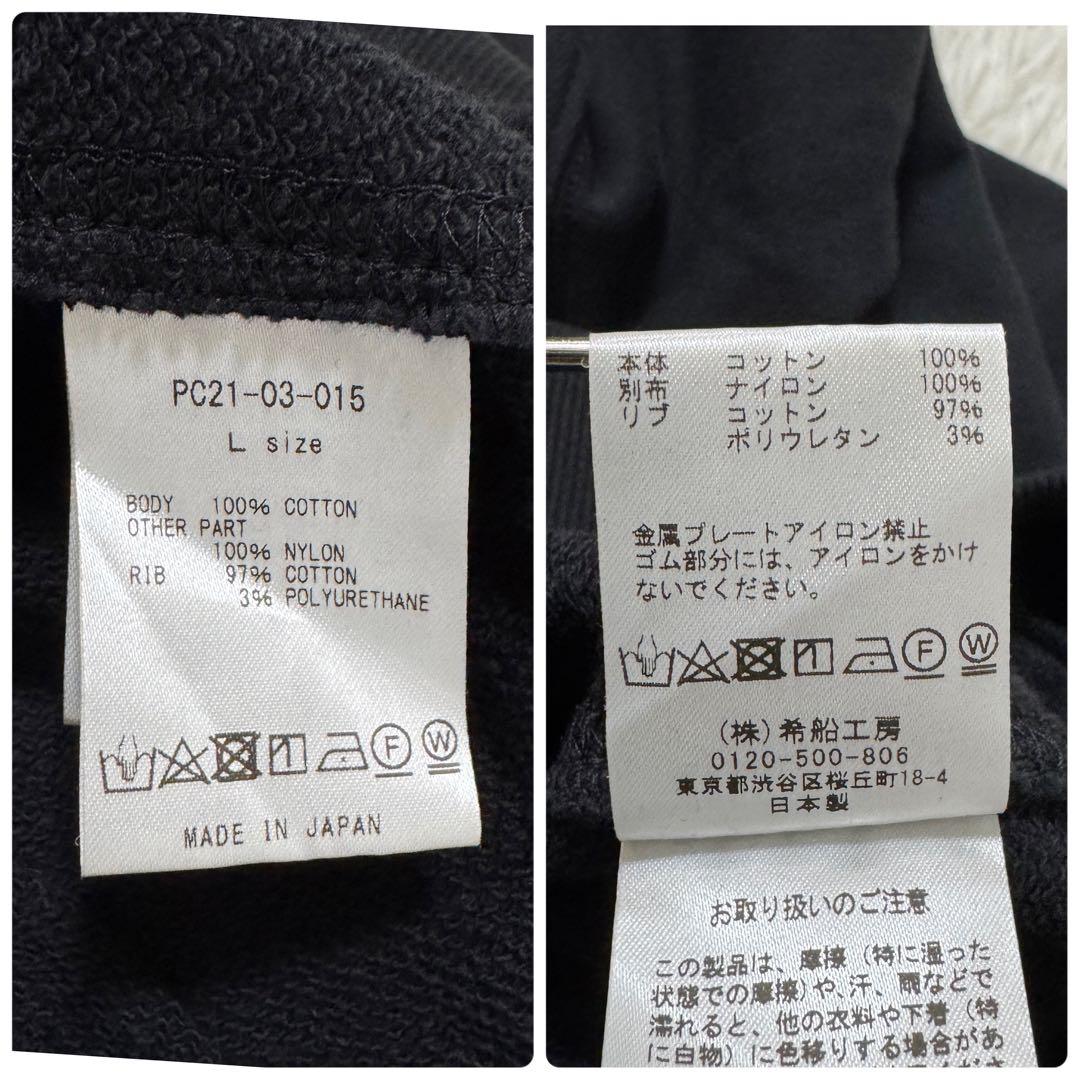 PC21-03-015
L size
BODY 100% COTTON
OTHER PART
100% NYLON
RIB 97% COTTON
3% POLYURETHANE
F W
MADE IN JAPAN
本体 コットン 100%
別布 ナイロン 100%
リブ コットン 97%
ポリウレタン 3%
金属プレートアイロン禁止
ゴム部分には、アイロンをかけ
ないでください。
F W
(株)希船工房
0120-500-806
東京都渋谷区桜丘町18-4
日本製
お取り扱いのご注意
この製品は、摩擦(特に湿った
状態での摩擦)や、汗、雨などで
濡れると、他の衣料や下着(特
に白物)に色移りする場合があ